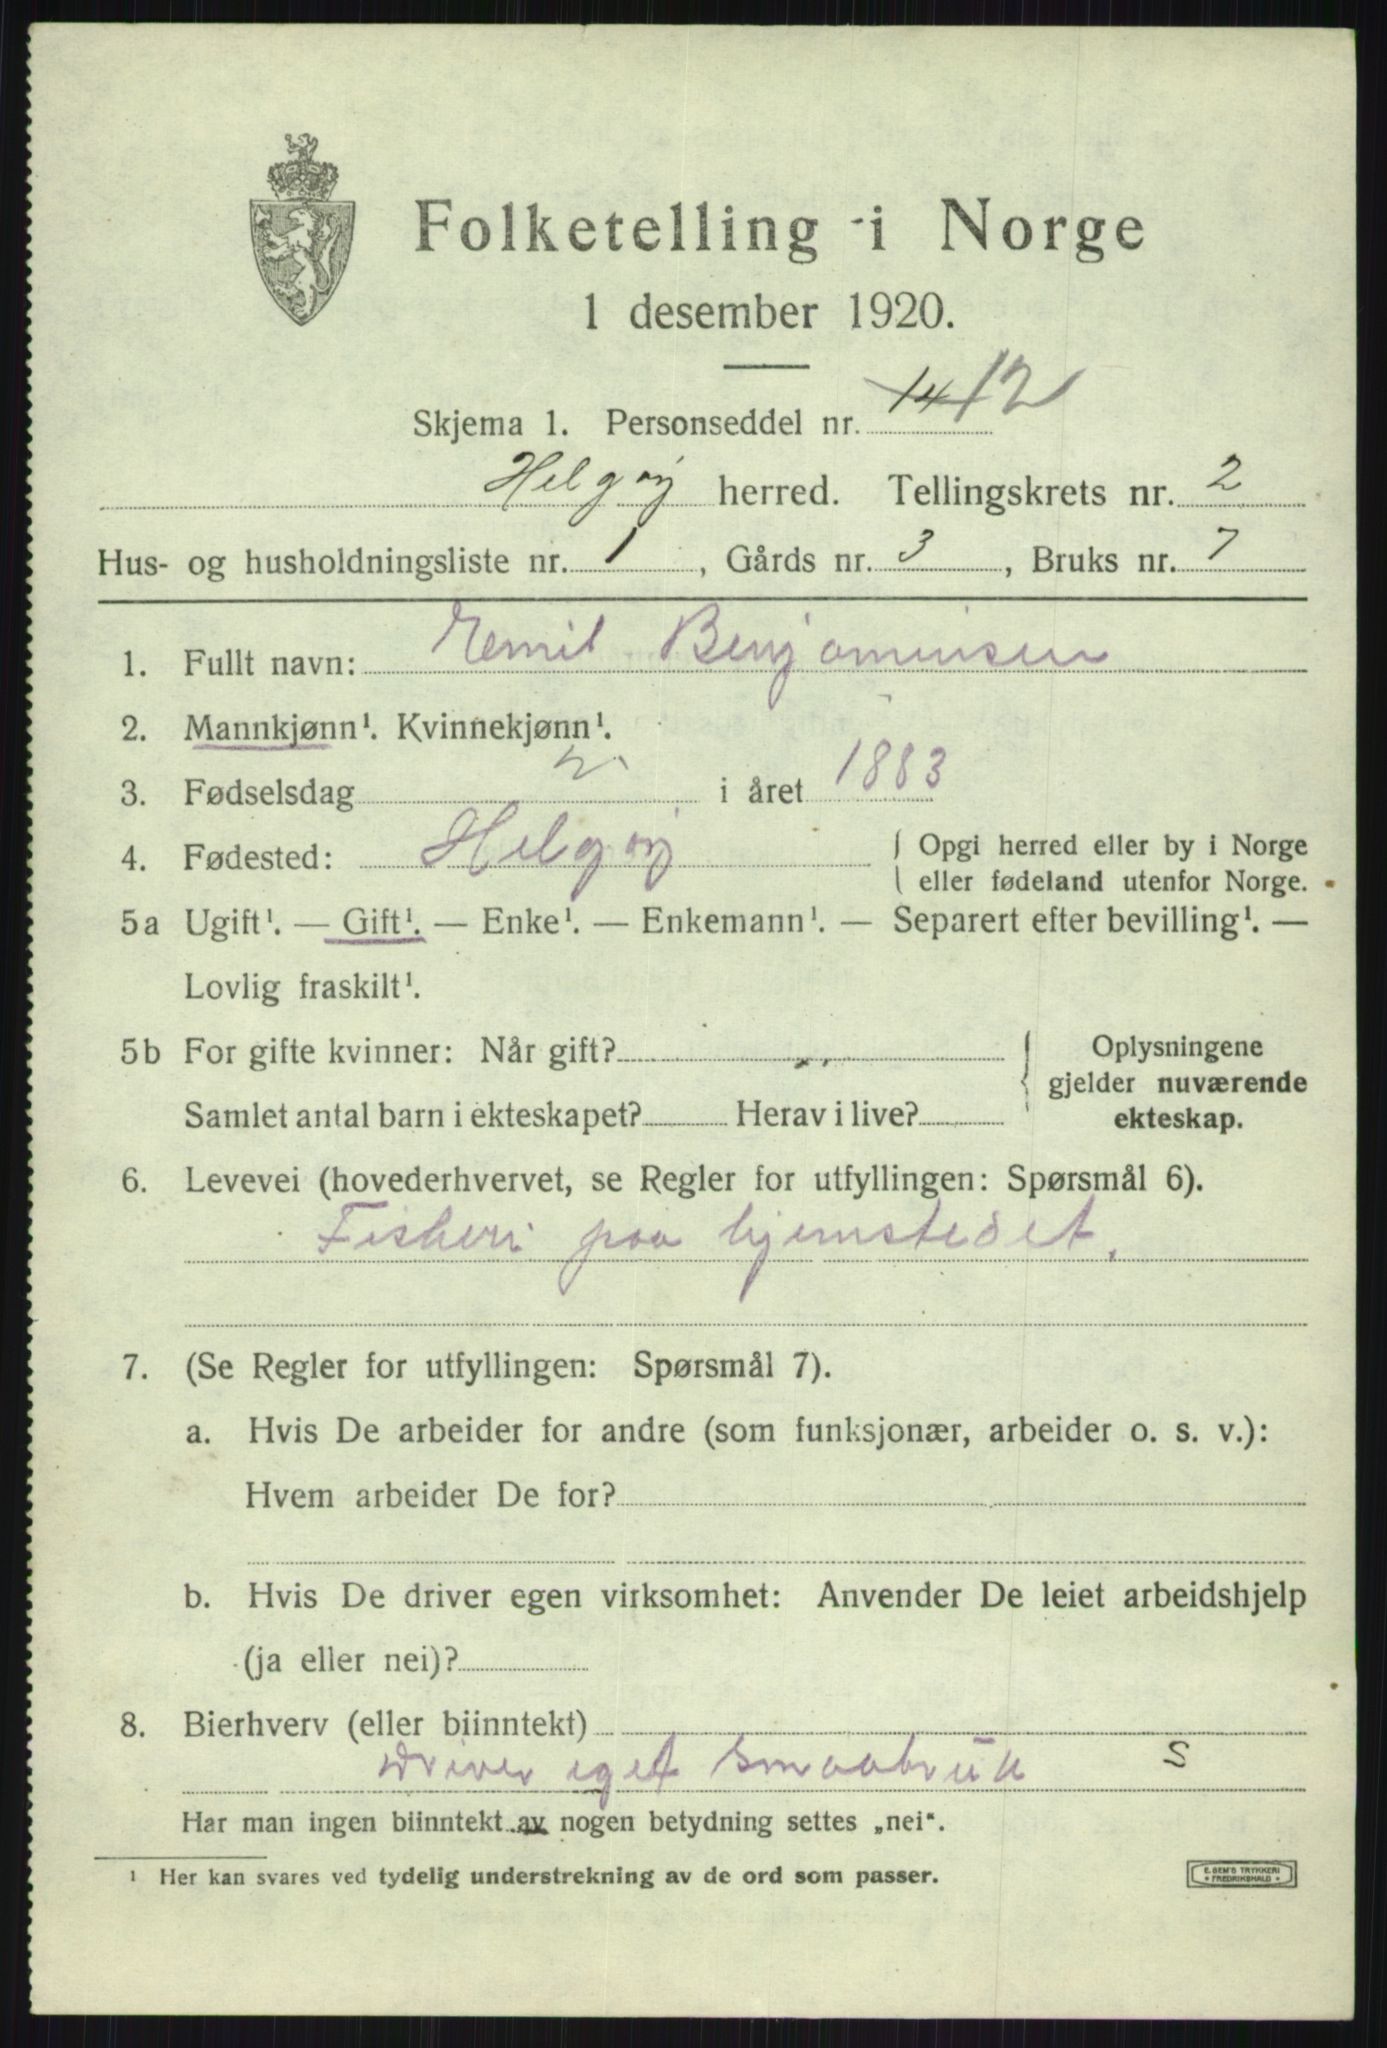 Folketelling i Norge
1 desember 1920.
Skjema 1. Personseddel nr. 14 12
Helgøy herred. Tellingskrets nr. 2
Hus- og husholdningsliste nr. 1, Gårds nr. 3, Bruks nr. 7
1. Fullt navn: Emil Benjaminsen
2. Mannkjønn¹. Kvinnekjønn¹.
3. Fødselsdag i året 1883
4. Fødested: Helgøy { Opgi herred eller by i Norge
eller fødeland utenfor Norge.
5a Ugift¹. — Gift¹. — Enke¹. — Enkemann¹. — Separert efter bevilling¹. —
Lovlig fraskilt¹.
5b For gifte kvinner: Når gift? { Oplysningene
gjelder nuværende
Samlet antal barn i ekteskapet? Herav i live? ekteskap.
6. Levevei (hovederhvervet, se Regler for utfyllingen: Spørsmål 6).
Fiskeri paa hjemstedet.
7. (Se Regler for utfyllingen: Spørsmål 7).
a. Hvis De arbeider for andre (som funksjonær, arbeider o. s. v.):
Hvem arbeider De for?
b. Hvis De driver egen virksomhet: Anvender De leiet arbeidshjelp
(ja eller nei)?
8. Bierhverv (eller biinntekt)
Driver eget smaabruk S
Har man ingen biinntekt av nogen betydning settes „nei“.
¹ Her kan svares ved tydelig understrekning av de ord som passer.
E. SEM'S TRYKKERI
FREDRIKSHALD